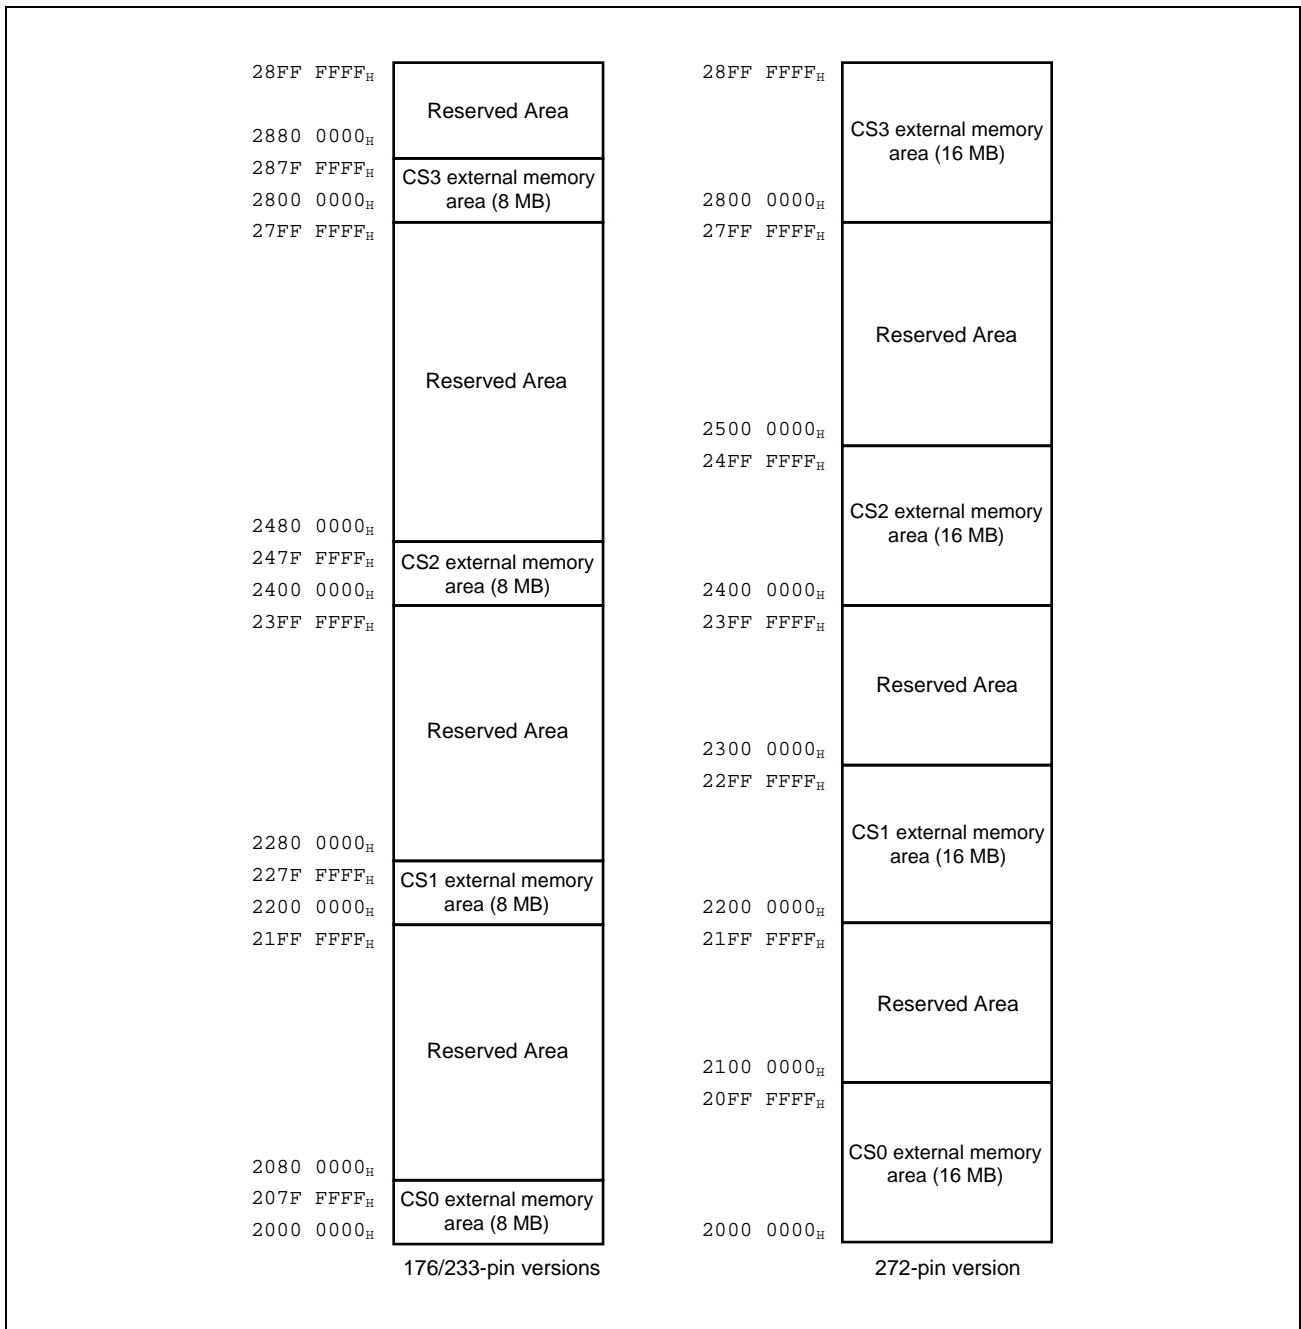 28FF FFFFH
Reserved Area
2880 0000H
287F FFFFH
CS3 external memory
area (8 MB)
2800 0000H
27FF FFFFH
Reserved Area
2480 0000H
247F FFFFH
CS2 external memory
area (8 MB)
2400 0000H
23FF FFFFH
Reserved Area
2280 0000H
227F FFFFH
CS1 external memory
area (8 MB)
2200 0000H
21FF FFFFH
Reserved Area
2080 0000H
207F FFFFH
CS0 external memory
area (8 MB)
2000 0000H
176/233-pin versions
28FF FFFFH
CS3 external memory
area (16 MB)
2800 0000H
27FF FFFFH
Reserved Area
2500 0000H
24FF FFFFH
CS2 external memory
area (16 MB)
2400 0000H
23FF FFFFH
Reserved Area
2300 0000H
22FF FFFFH
CS1 external memory
area (16 MB)
2200 0000H
21FF FFFFH
Reserved Area
2100 0000H
20FF FFFFH
CS0 external memory
area (16 MB)
2000 0000H
272-pin version